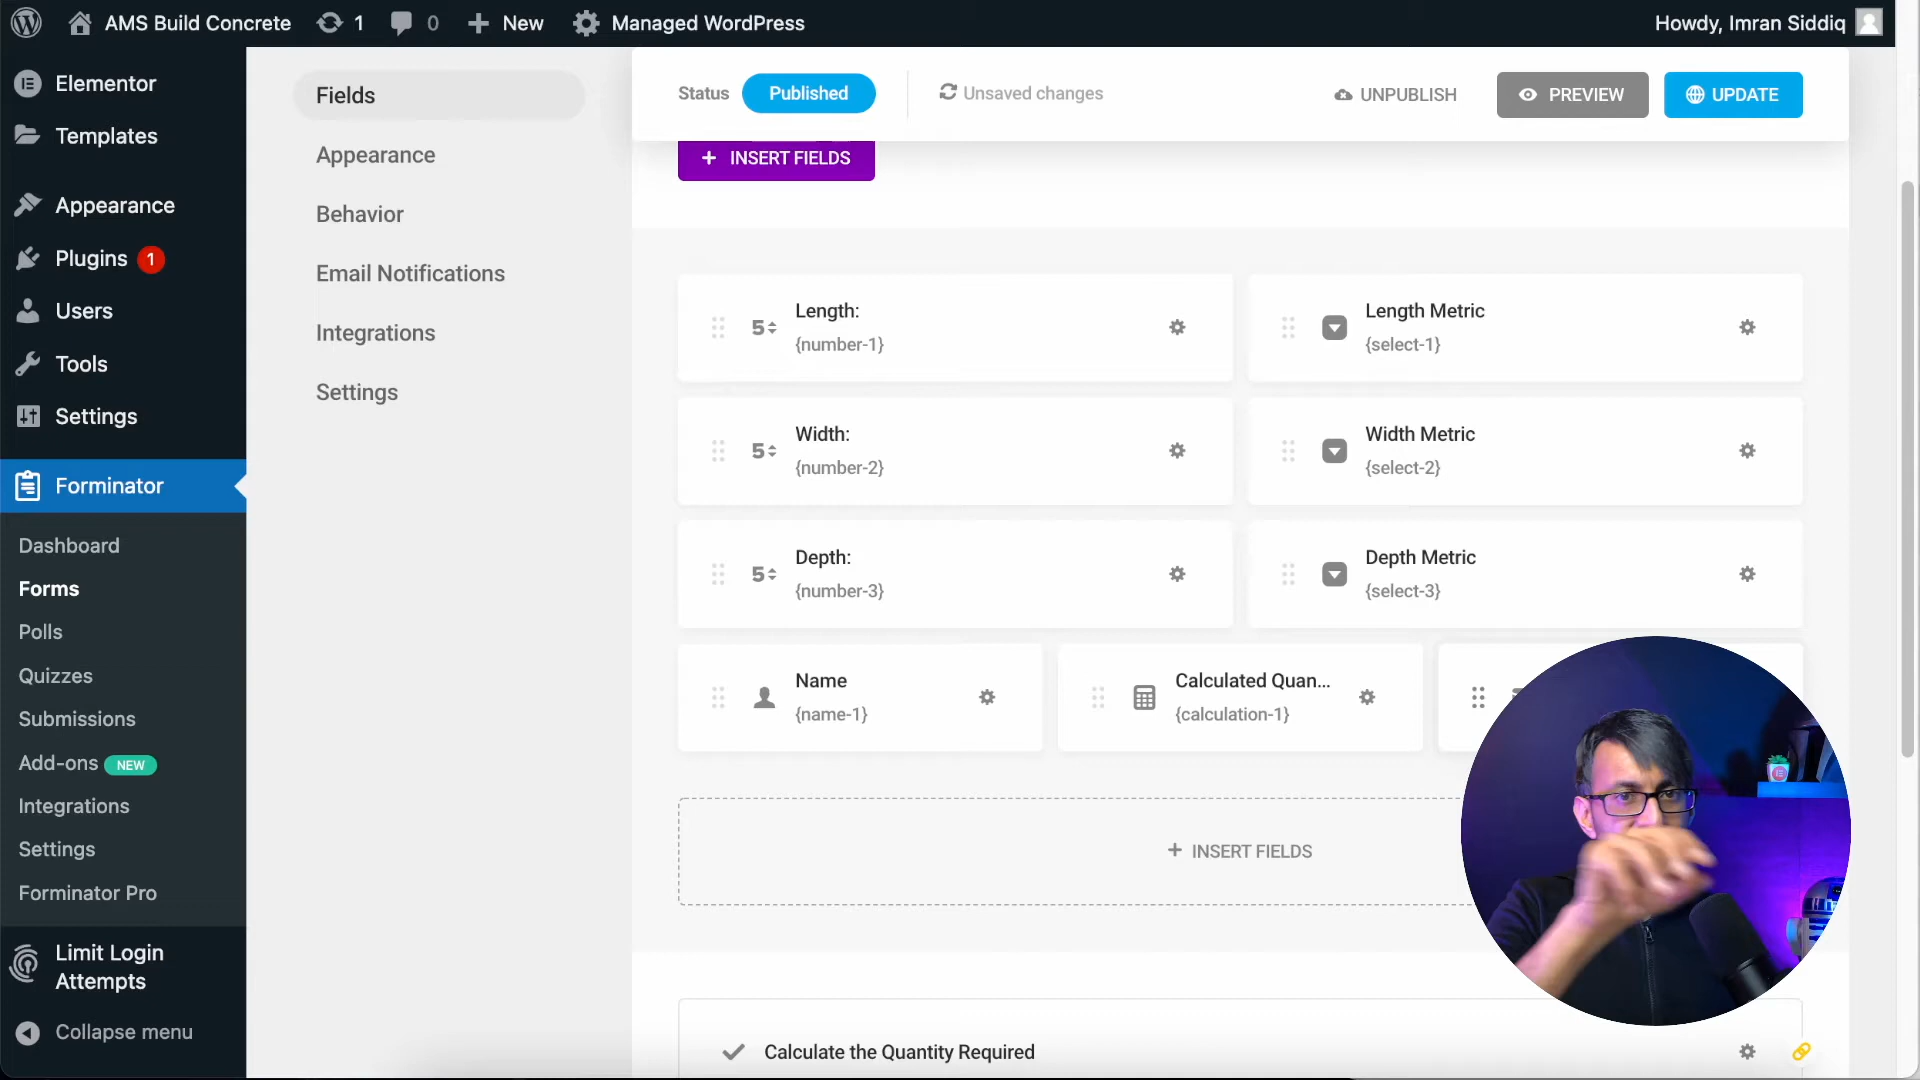 AMS Build Concrete
1
0
New
Managed WordPress
Howdy, Imran Siddiq
Elementor
Templates
Appearance
Plugins 1
Users
Tools
Settings
Forminator
Dashboard
Forms
Polls
Quizzes
Submissions
Add-ons NEW
Integrations
Settings
Forminator Pro
Limit Login
Attempts
Collapse menu
Fields
Appearance
Behavior
Email Notifications
Integrations
Settings
Status Published
Unsaved changes
UNPUBLISH
PREVIEW
UPDATE
+ INSERT FIELDS
5 Length:
{number-1}
Length Metric
{select-1}
5 Width:
{number-2}
Width Metric
{select-2}
5 Depth:
{number-3}
Depth Metric
{select-3}
Name
{name-1}
Calculated Quan...
{calculation-1}
+ INSERT FIELDS
Calculate the Quantity Required